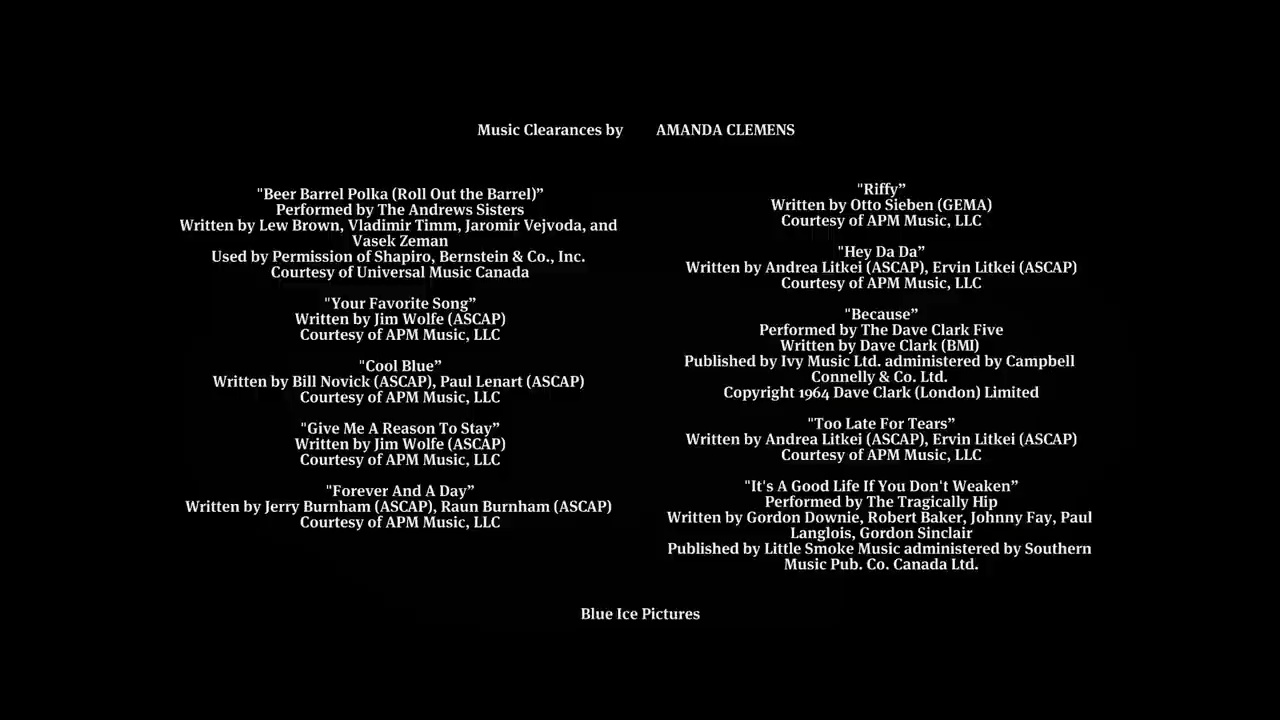 Music Clearances by AMANDA CLEMENS
"Beer Barrel Polka (Roll Out the Barrel)”
Performed by The Andrews Sisters
Written by Lew Brown, Vladimir Timm, Jaromir Vejvoda, and
Vasek Zeman
Used by Permission of Shapiro, Bernstein & Co., Inc.
Courtesy of Universal Music Canada
"Your Favorite Song”
Written by Jim Wolfe (ASCAP)
Courtesy of APM Music, LLC
"Cool Blue”
Written by Bill Novick (ASCAP), Paul Lenart (ASCAP)
Courtesy of APM Music, LLC
"Give Me A Reason To Stay”
Written by Jim Wolfe (ASCAP)
Courtesy of APM Music, LLC
"Forever And A Day”
Written by Jerry Burnham (ASCAP), Raun Burnham (ASCAP)
Courtesy of APM Music, LLC
"Riffy”
Written by Otto Sieben (GEMA)
Courtesy of APM Music, LLC
"Hey Da Da”
Written by Andrea Litkei (ASCAP), Ervin Litkei (ASCAP)
Courtesy of APM Music, LLC
"Because”
Performed by The Dave Clark Five
Written by Dave Clark (BMI)
Published by Ivy Music Ltd. administered by Campbell
Connelly & Co. Ltd.
Copyright 1964 Dave Clark (London) Limited
"Too Late For Tears”
Written by Andrea Litkei (ASCAP), Ervin Litkei (ASCAP)
Courtesy of APM Music, LLC
"It's A Good Life If You Don't Weaken”
Performed by The Tragically Hip
Written by Gordon Downie, Robert Baker, Johnny Fay, Paul
Langlois, Gordon Sinclair
Published by Little Smoke Music administered by Southern
Music Pub. Co. Canada Ltd.
Blue Ice Pictures